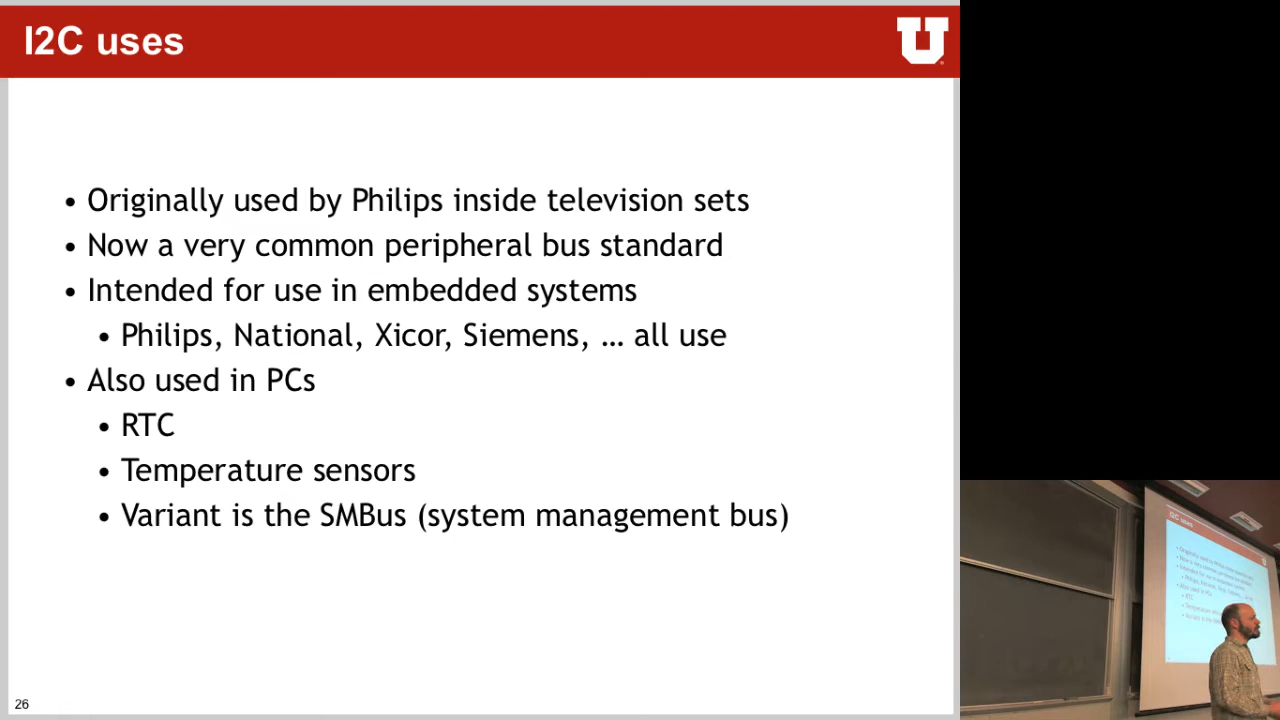 I2C uses
• Originally used by Philips inside television sets
• Now a very common peripheral bus standard
• Intended for use in embedded systems
• Philips, National, Xicor, Siemens, … all use
• Also used in PCs
• RTC
• Temperature sensors
• Variant is the SMBus (system management bus)
26
I2C uses